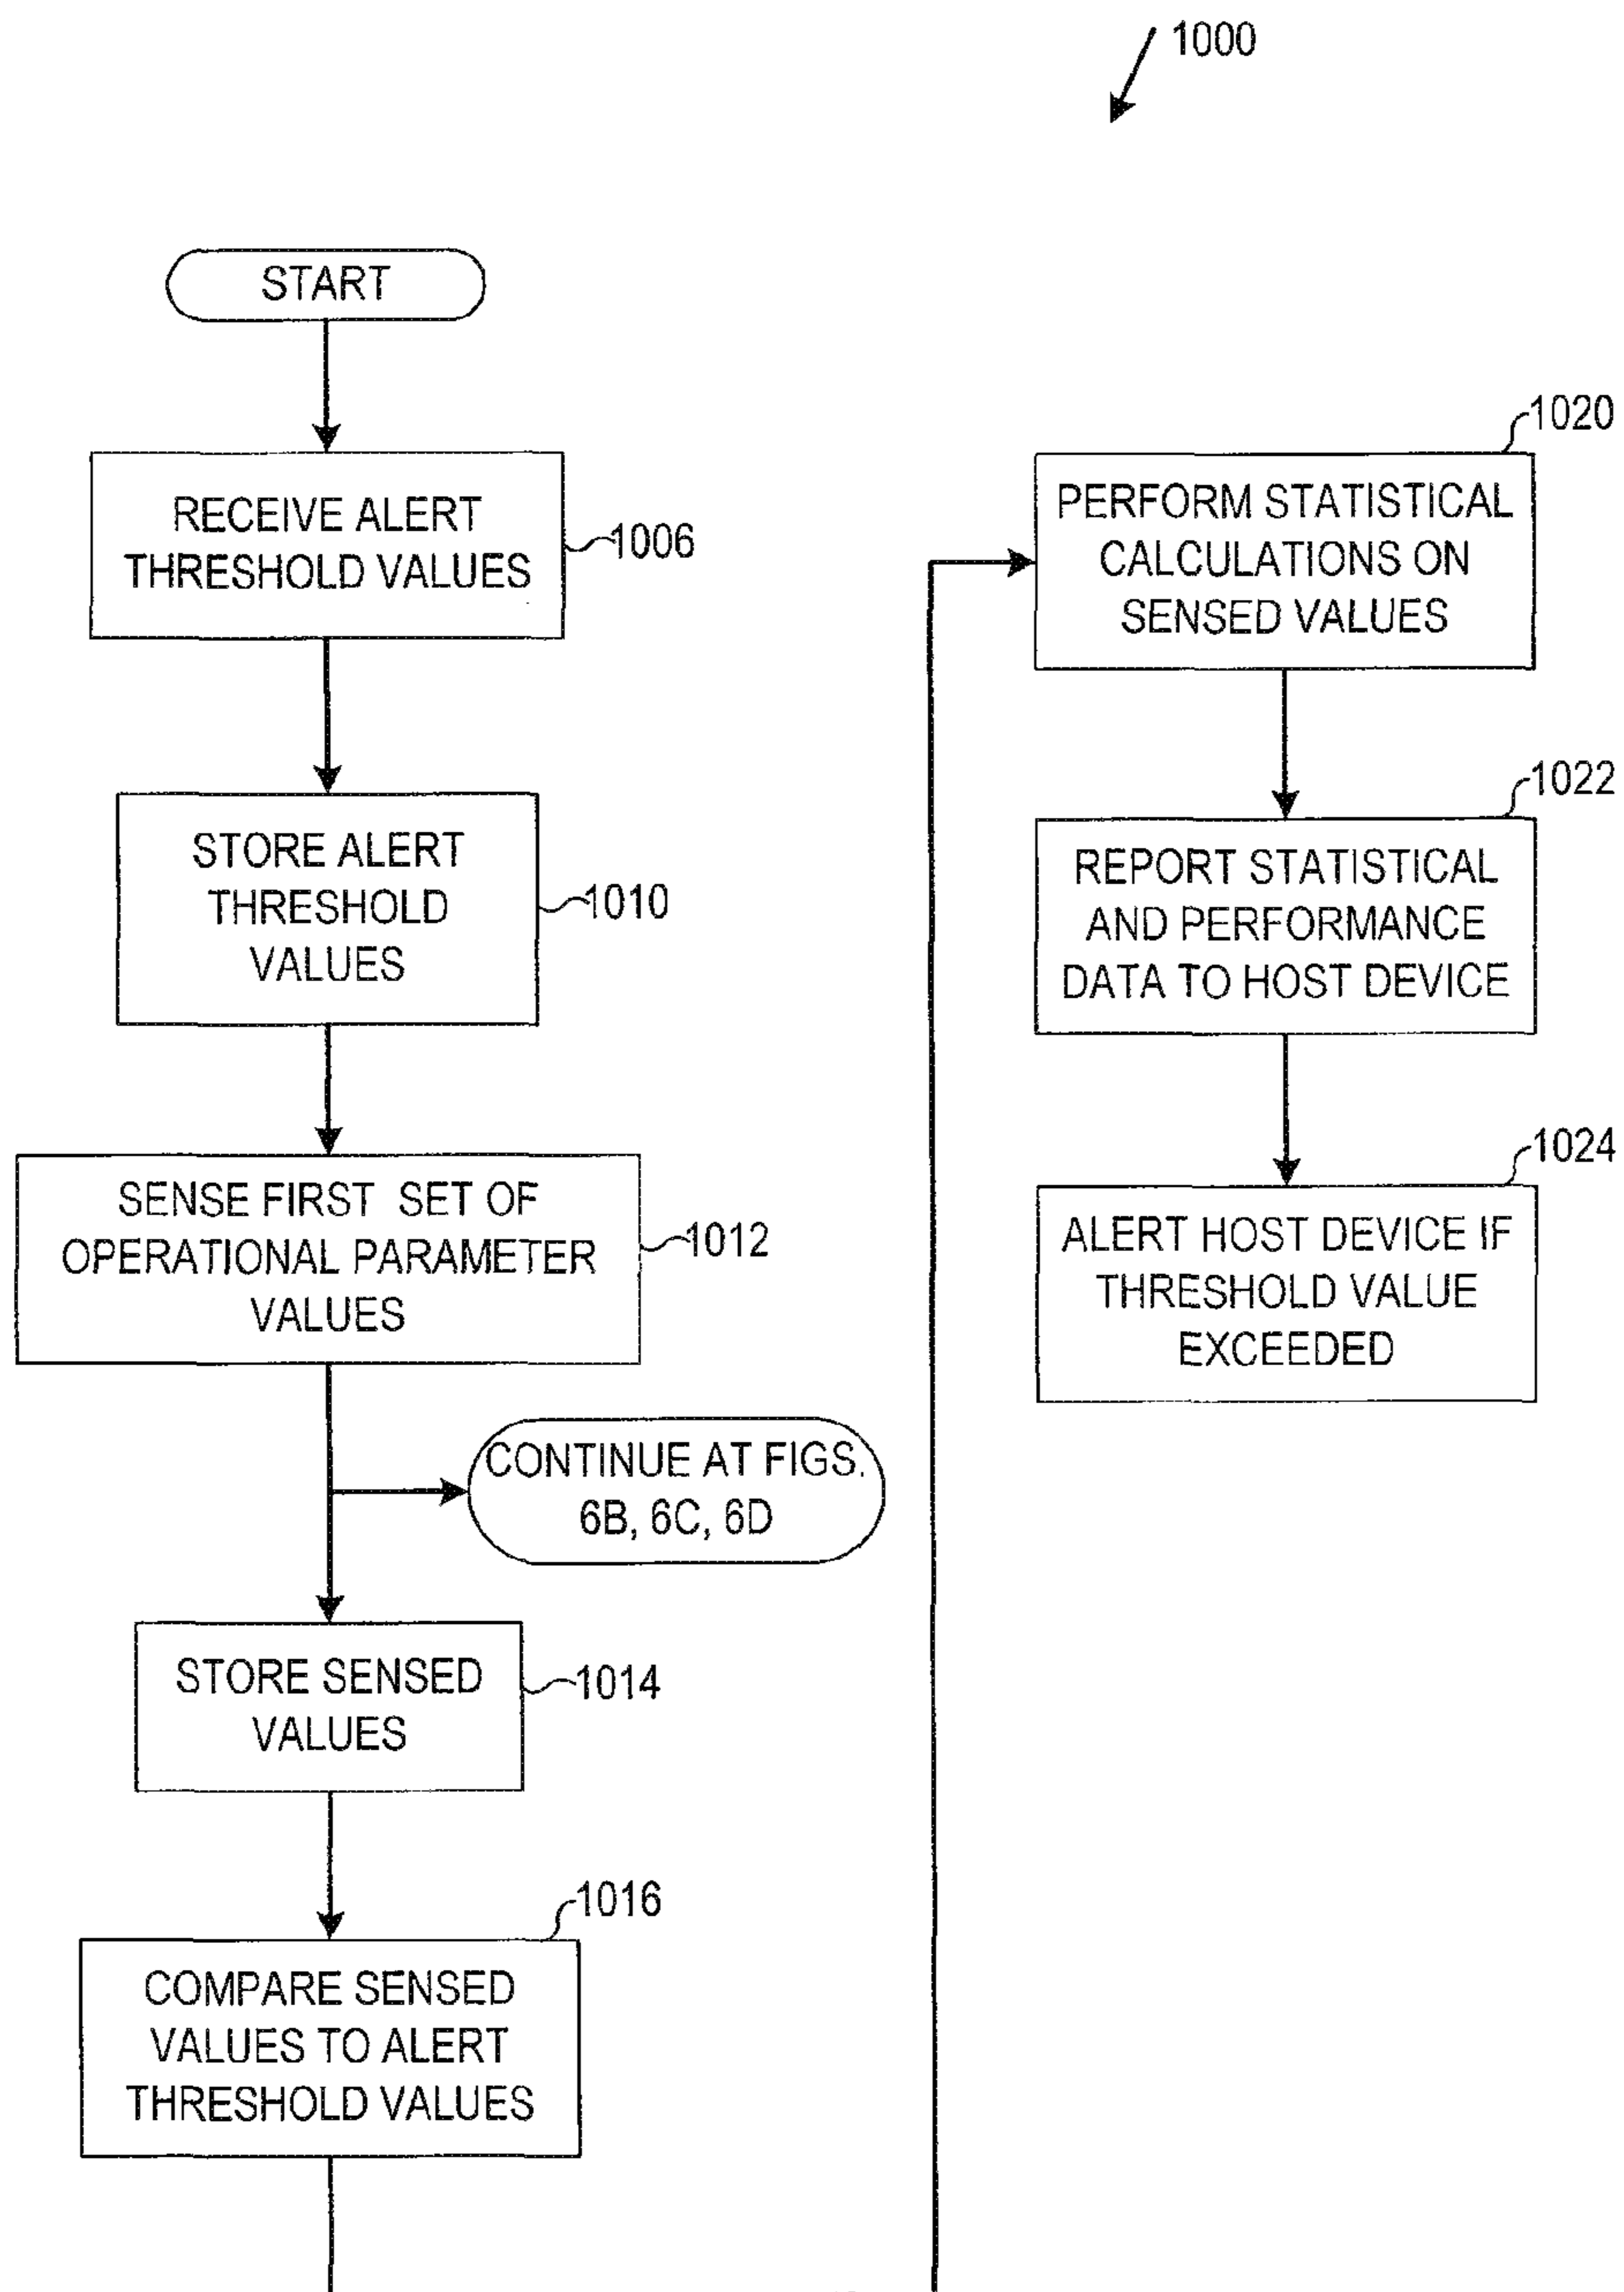 1000
START
RECEIVE ALERT
THRESHOLD VALUES
1006
STORE ALERT
THRESHOLD
VALUES
1010
SENSE FIRST SET OF
OPERATIONAL PARAMETER
VALUES
1012
CONTINUE AT FIGS.
6B, 6C, 6D
STORE SENSED
VALUES
1014
1016
COMPARE SENSED
VALUES TO ALERT
THRESHOLD VALUES
1020
PERFORM STATISTICAL
CALCULATIONS ON
SENSED VALUES
1022
REPORT STATISTICAL
AND PERFORMANCE
DATA TO HOST DEVICE
1024
ALERT HOST DEVICE IF
THRESHOLD VALUE
EXCEEDED